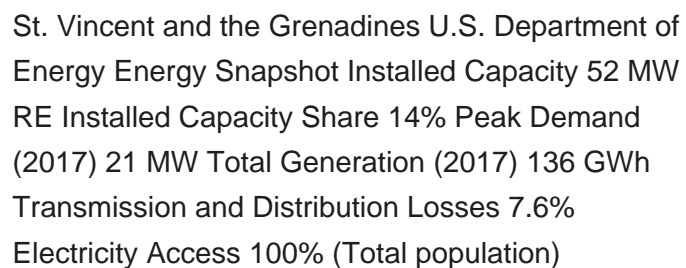 St. Vincent and the Grenadines U.S. Department of
Energy Energy Snapshot Installed Capacity 52 MW
RE Installed Capacity Share 14% Peak Demand
(2017) 21 MW Total Generation (2017) 136 GWh
Transmission and Distribution Losses 7.6%
Electricity Access 100% (Total population)